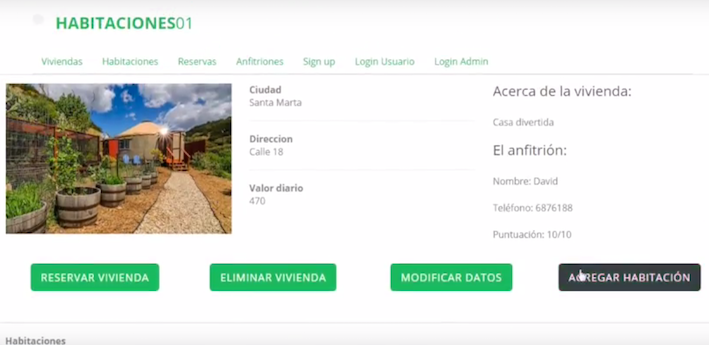 HABITACIONES01
Viviendas Habitaciones Reservas Anfitriones Sign up Login Usuario Login Admin
Ciudad
Santa Marta
Direccion
Calle 18
Valor diario
470
Acerca de la vivienda:
Casa divertida
El anfitrión:
Nombre: David
Teléfono: 6876188
Puntuación: 10/10
RESERVAR VIVIENDA ELIMINAR VIVIENDA MODIFICAR DATOS AGREGAR HABITACIÓN
Habitaciones